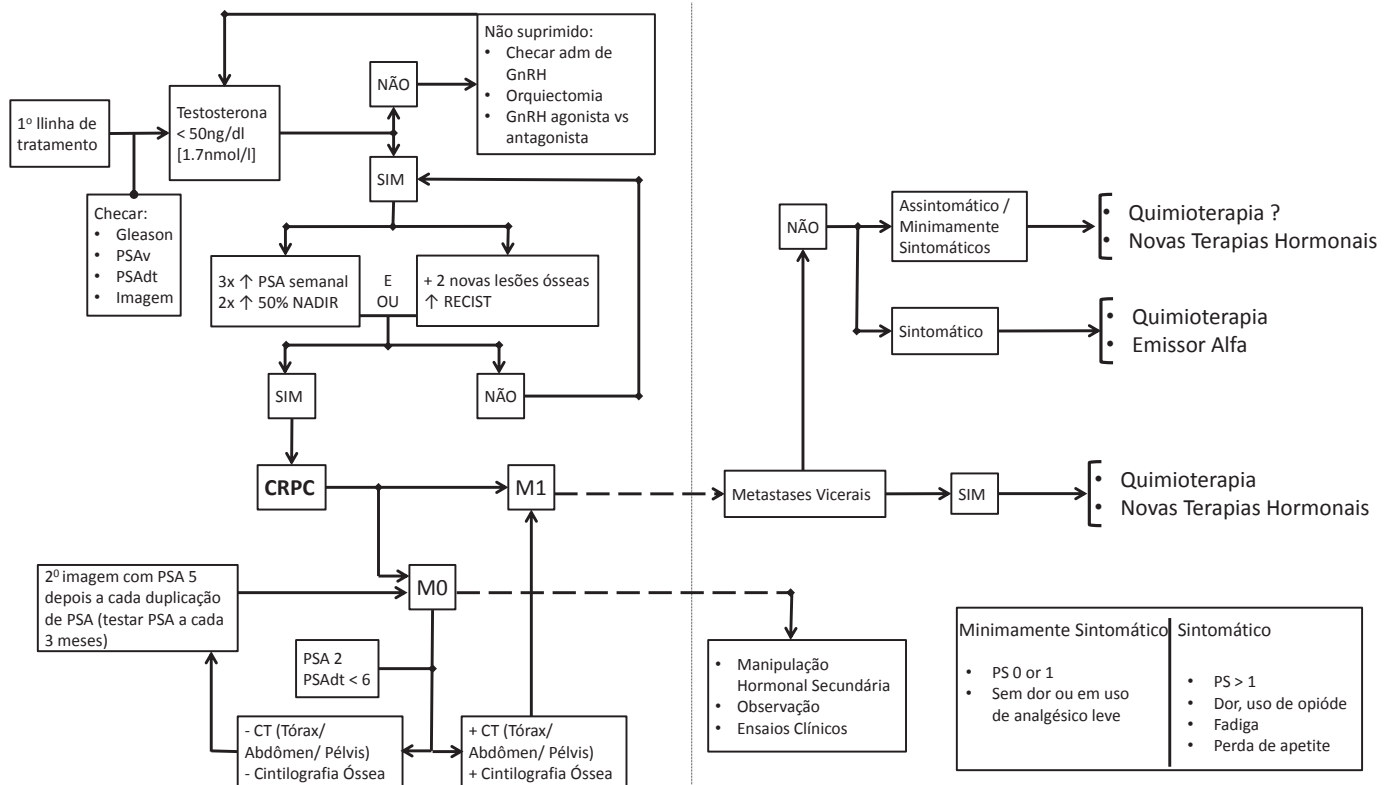 Não suprimido:
• Checar adm de
GnRH
• Orquiectomia
• GnRH agonista vs
antagonista
NÃO
1º llinha de
tratamento
Testosterona
< 50ng/dl
[1.7nmol/l]
SIM
Checar:
• Gleason
• PSAv
• PSAdt
• Imagem
3x ↑ PSA semanal
2x ↑ 50% NADIR
E
OU
+ 2 novas lesões ósseas
↑ RECIST
SIM
NÃO
CRPC
M1
2º imagem com PSA 5
depois a cada duplicação
de PSA (testar PSA a cada
3 meses)
M0
PSA 2
PSAdt < 6
- CT (Tórax/
Abdômen/ Pélvis)
- Cintilografia Óssea
+ CT (Tórax/
Abdômen/ Pélvis)
+ Cintilografia Óssea
NÃO
Assintomático /
Minimamente
Sintomáticos
• Quimioterapia ?
• Novas Terapias Hormonais
Sintomático
• Quimioterapia
• Emissor Alfa
Metastases Vicerais
SIM
• Quimioterapia
• Novas Terapias Hormonais
• Manipulação
Hormonal Secundária
• Observação
• Ensaios Clínicos
Minimamente Sintomático
• PS 0 or 1
• Sem dor ou em uso
de analgésico leve
Sintomático
• PS > 1
• Dor, uso de opióde
• Fadiga
• Perda de apetite